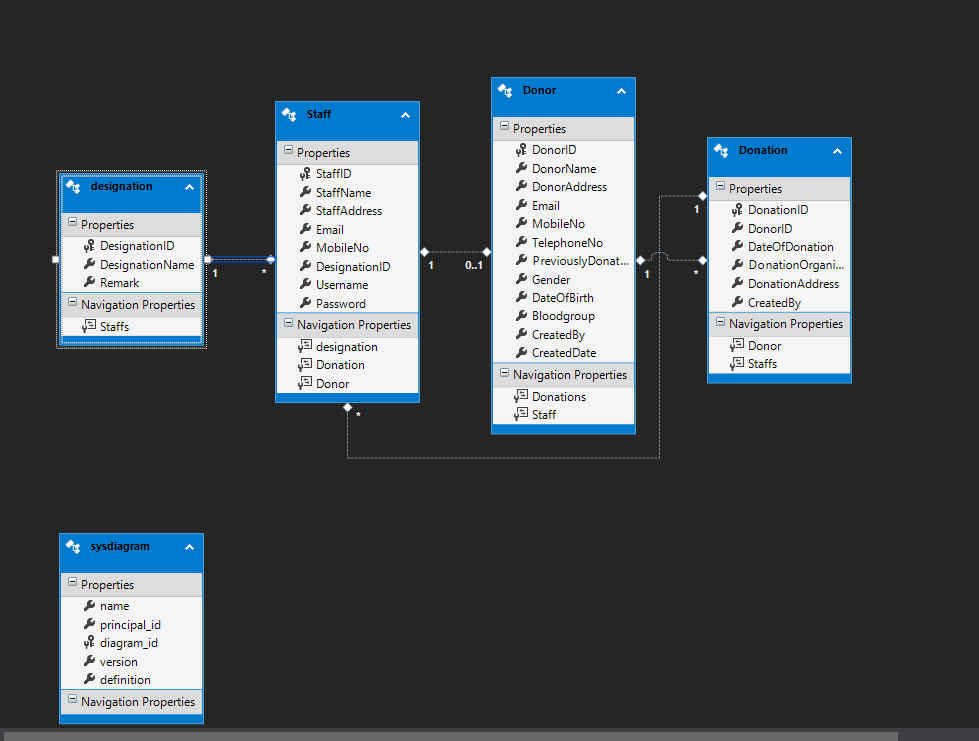 designation
Properties
DesignationID
DesignationName
Remark
Navigation Properties
Staffs
1
*
Staff
Properties
StaffID
StaffName
StaffAddress
Email
MobileNo
DesignationID
Username
Password
Navigation Properties
designation
Donation
Donor
*
1
0..1
Donor
Properties
DonorID
DonorName
DonorAddress
Email
MobileNo
TelephoneNo
PreviouslyDonat...
Gender
DateOfBirth
Bloodgroup
CreatedBy
CreatedDate
Navigation Properties
Donations
Staff
1
1
*
Donation
Properties
DonationID
DonorID
DateOfDonation
DonationOrgani...
DonationAddress
CreatedBy
Navigation Properties
Donor
Staffs
sysdiagram
Properties
name
principal_id
diagram_id
version
definition
Navigation Properties